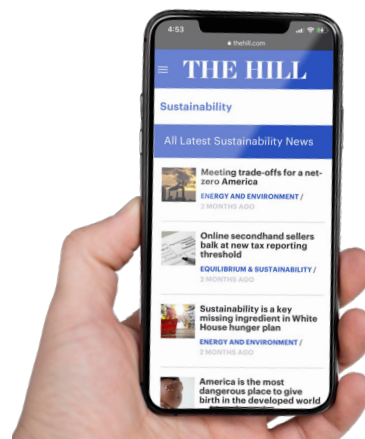 4:53
thehill.com
THE HILL
Sustainability
All Latest Sustainability News
Meeting trade-offs for a net-
zero America
ENERGY AND ENVIRONMENT /
2 MONTHS AGO
Online secondhand sellers
balk at new tax reporting
threshold
EQUILIBRIUM & SUSTAINABILITY /
2 MONTHS AGO
Sustainability is a key
missing ingredient in White
House hunger plan
ENERGY AND ENVIRONMENT /
2 MONTHS AGO
America is the most
dangerous place to give
birth in the developed world